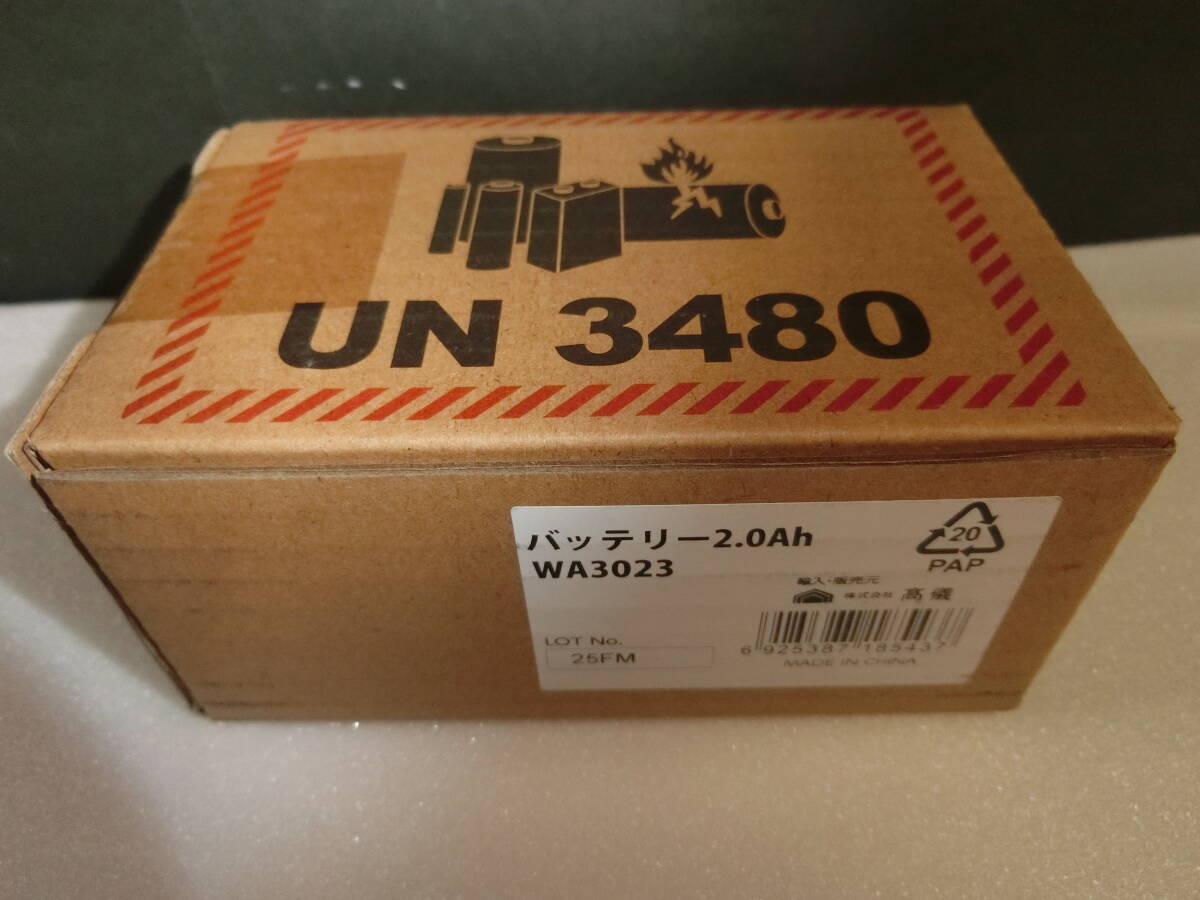 UN 3480
バッテリー2.0Ah
WA3023
20
PAP
輸入・販売元
株式会社 高儀
LOT No.
25FM
6 925387 185437
MADE IN CHINA